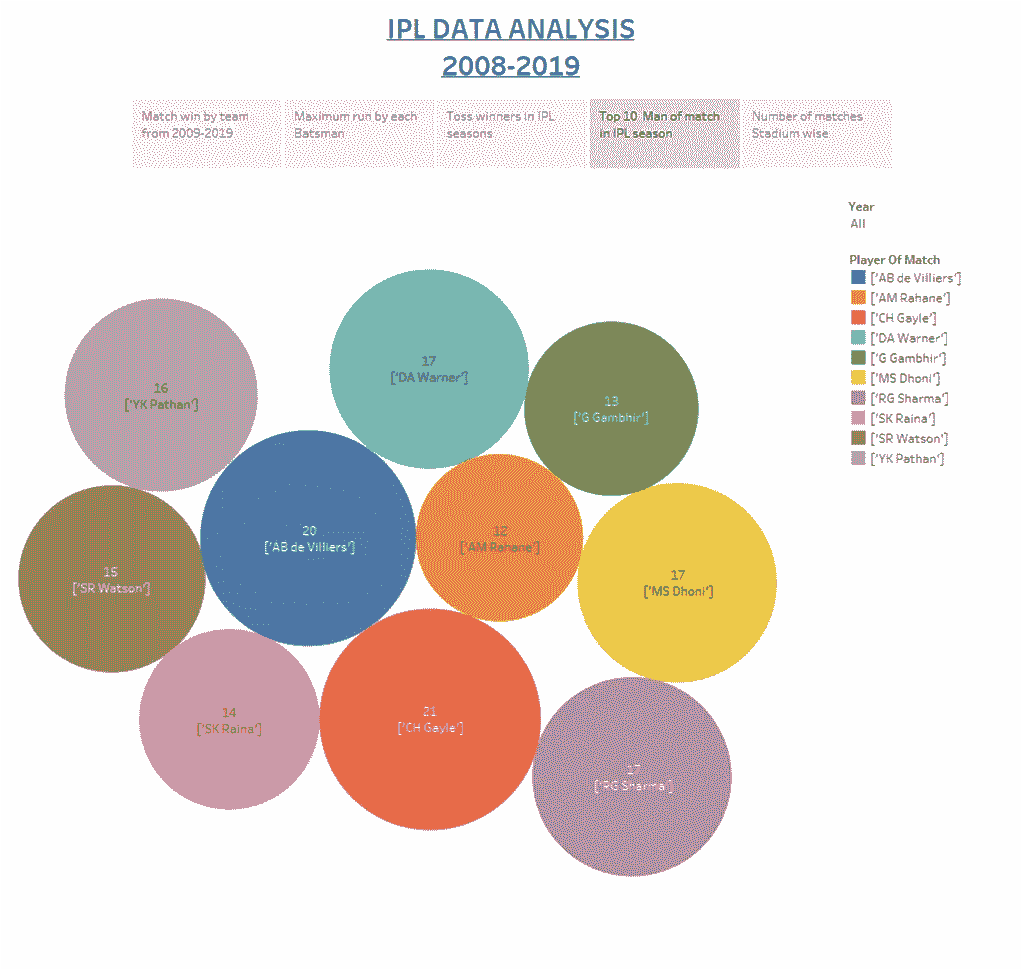 IPL DATA ANALYSIS
2008-2019
Match win by team
from 2009-2019
Maximum run by each
Batsman
Toss winners in IPL
seasons
Top 10 Man of match
in IPL season
Number of matches
Stadium wise
Year
All
Player Of Match
['AB de Villiers']
['AM Rahane']
['CH Gayle']
['DA Warner']
['G Gambhir']
['MS Dhoni']
['RG Sharma']
['SK Raina']
['SR Watson']
['YK Pathan']
17
['DA Warner']
16
['YK Pathan']
13
['G Gambhir']
20
['AB de Villiers']
12
['AM Rahane']
15
['SR Watson']
17
['MS Dhoni']
14
['SK Raina']
21
['CH Gayle']
17
['RG Sharma']